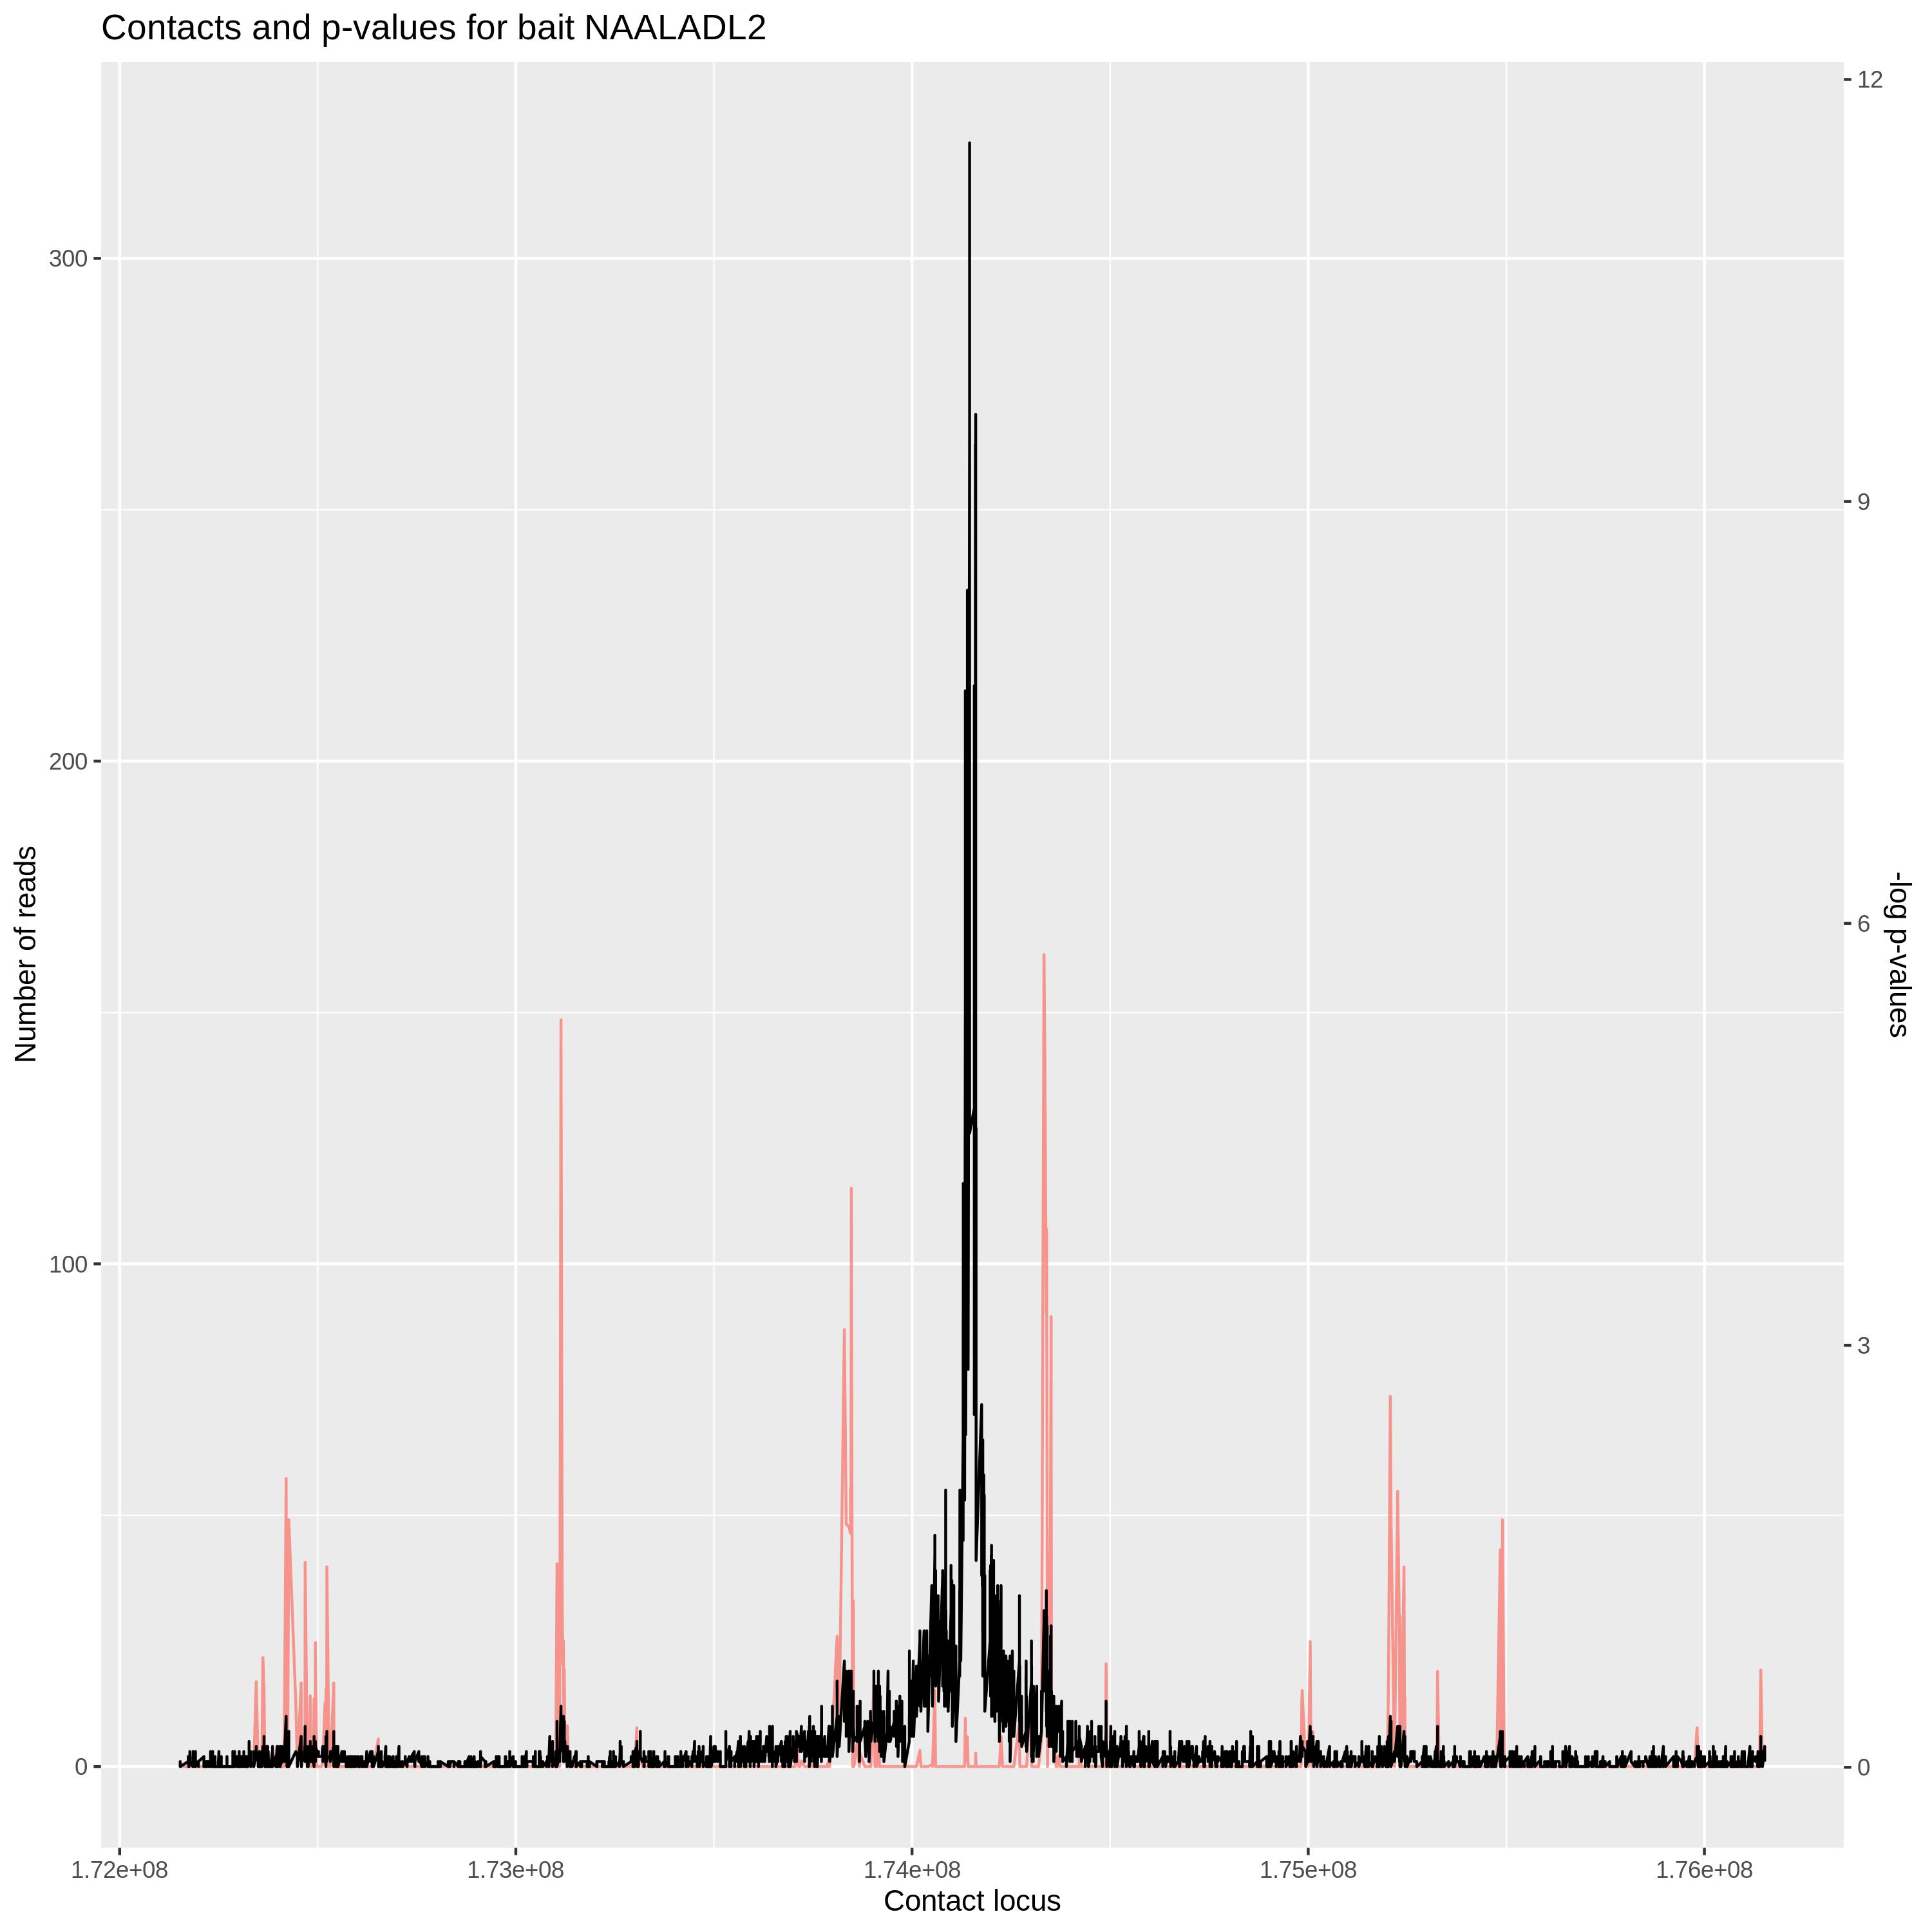 Contacts and p-values for bait NAALADL2
12
300
9
200
Number of reads
6
-log p-values
100
3
0
0
1.72e+08
1.73e+08
1.74e+08
1.75e+08
1.76e+08
Contact locus